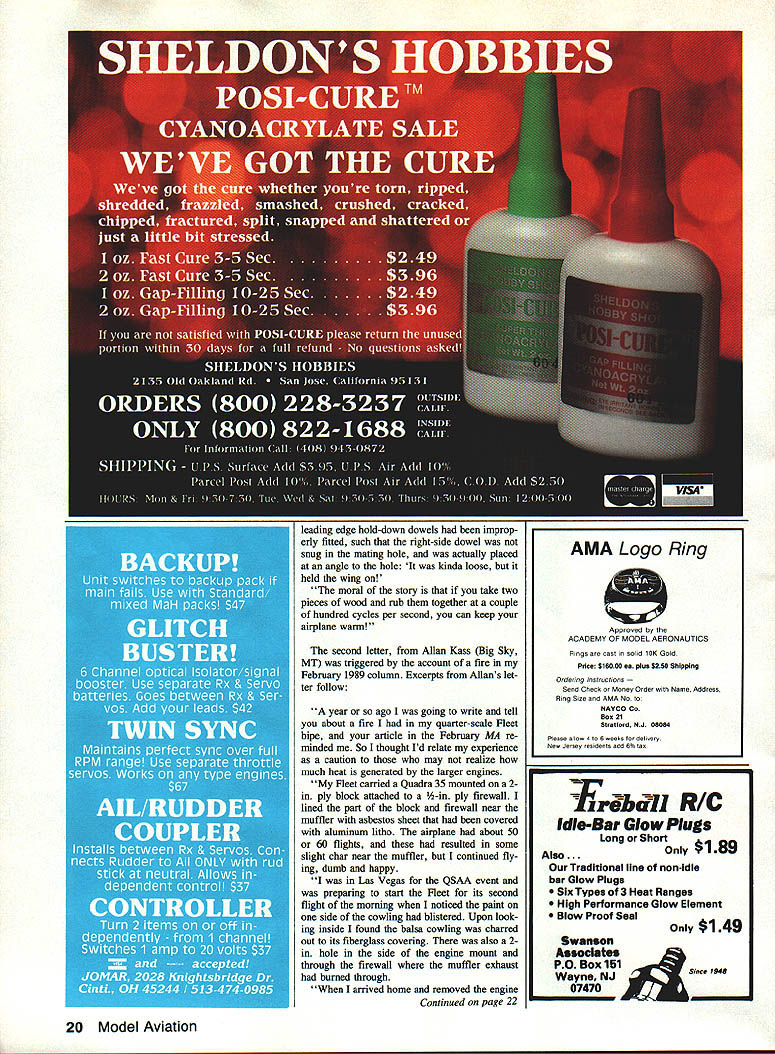 SHELDON'S HOBBIES
POSI-CURE™
CYANOACRYLATE SALE
WE'VE GOT THE CURE
We've got the cure whether you're torn, ripped,
shredded, frazzled, smashed, crushed, cracked,
chipped, fractured, split, snapped and shattered or
just a little bit stressed.
1 oz. Fast Cure 3-5 Sec. . . . . . . . . . . $2.49
2 oz. Fast Cure 3-5 Sec. . . . . . . . . . . $3.96
1 oz. Gap-Filling 10-25 Sec. . . . . . . $2.49
2 oz. Gap-Filling 10-25 Sec. . . . . . . $3.96
If you are not satisfied with POSI-CURE please return the unused
portion within 30 days for a full refund - No questions asked!
SHELDON'S HOBBIES
2135 Old Oakland Rd. • San Jose, California 95131
ORDERS (800) 228-3237 OUTSIDE CALIF.
ONLY (800) 822-1688 INSIDE CALIF.
For Information Call: (408) 943-0872
SHIPPING - U.P.S. Surface Add $3.95, U.P.S. Air Add 10%
Parcel Post Add 10%, Parcel Post Air Add 15%, C.O.D. Add $2.50
HOURS: Mon & Fri: 9:30-7:30, Tue, Wed & Sat: 9:30-5:30, Thurs: 9:30-9:00, Sun: 12:00-5:00
SHELDON'S
HOBBY SHOP
POSI-CURE
SUPER THIN
CYANOACRYLATE
SHELDON'S
HOBBY SHOP
POSI-CURE
GAP FILLING
CYANOACRYLATE
Net Wt. 2 oz.
master charge
VISA
BACKUP!
Unit switches to backup pack if
main fails. Use with Standard/
mixed MaH packs! $47
GLITCH
BUSTER!
6 Channel optical Isolator/signal
booster. Use separate Rx & Servo
batteries. Goes between Rx & Ser-
vos. Add your leads. $42
TWIN SYNC
Maintains perfect sync over full
RPM range! Use separate throttle
servos. Works on any type engines.
$67
AIL/RUDDER
COUPLER
Installs between Rx & Servos. Con-
nects Rudder to Ail ONLY with rud
stick at neutral. Allows in-
dependent control! $37
CONTROLLER
Turn 2 items on or off in-
dependently - from 1 channel!
Switches 1 amp to 20 volts $37
VISA and accepted!
JOMAR, 2028 Knightsbridge Dr.
Cinti., OH 45244 / 513-474-0985
leading edge hold-down dowels had been improp-
erly fitted, such that the right-side dowel was not
snug in the mating hole, and was actually placed
at an angle to the hole: 'It was kinda loose, but it
held the wing on!'
"The moral of the story is that if you take two
pieces of wood and rub them together at a couple
of hundred cycles per second, you can keep your
airplane warm!"
The second letter, from Allan Kass (Big Sky,
MT) was triggered by the account of a fire in my
February 1989 column. Excerpts from Allan's let-
ter follow:
"A year or so ago I was going to write and tell
you about a fire I had in my quarter-scale Fleet
bipe, and your article in the February MA re-
minded me. So I thought I'd relate my experience
as a caution to those who may not realize how
much heat is generated by the larger engines.
"My Fleet carried a Quadra 35 mounted on a 2-
in. ply block attached to a ½-in. ply firewall. I
lined the part of the block and firewall near the
muffler with asbestos sheet that had been covered
with aluminum litho. The airplane had about 50
or 60 flights, and these had resulted in some
slight char near the muffler, but I continued fly-
ing, dumb and happy.
"I was in Las Vegas for the QSAA event and
was preparing to start the Fleet for its second
flight of the morning when I noticed the paint on
one side of the cowling had blistered. Upon look-
ing inside I found the balsa cowling was charred
out to its fiberglass covering. There was also a 2-
in. hole in the side of the engine mount and
through the firewall where the muffler exhaust
had burned through.
"When I arrived home and removed the engine
Continued on page 22
AMA Logo Ring
AMA
Approved by the
ACADEMY OF MODEL AERONAUTICS
Rings are cast in solid 10K Gold.
Price: $160.00 ea. plus $2.50 Shipping
Ordering Instructions —
Send Check or Money Order with Name, Address,
Ring Size and AMA No. to:
NAYCO Co.
Box 21
Stratford, N.J. 08084
Please allow 4 to 6 weeks for delivery.
New Jersey residents add 6% tax.
Fireball R/C
Idle-Bar Glow Plugs
Long or Short
Only $1.89
Also . . .
Our Traditional line of non-idle
bar Glow Plugs
• Six Types of 3 Heat Ranges
• High Performance Glow Element
• Blow Proof Seal
Only $1.49
Swanson
Associates
P.O. Box 151
Wayne, NJ
07470
Since 1948
20 Model Aviation